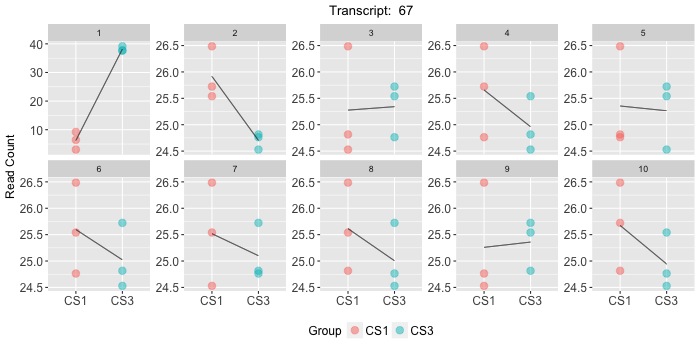 Transcript: 67
1 2 3 4 5
40 26.5 26.5 26.5 26.5
30 26.0 26.0 26.0 26.0
20 25.5 25.5 25.5 25.5
10 25.0 25.0 25.0 25.0
24.5 24.5 24.5 24.5
Read Count
6 7 8 9 10
26.5 26.5 26.5 26.5 26.5
26.0 26.0 26.0 26.0 26.0
25.5 25.5 25.5 25.5 25.5
25.0 25.0 25.0 25.0 25.0
24.5 24.5 24.5 24.5 24.5
CS1 CS3 CS1 CS3 CS1 CS3 CS1 CS3 CS1 CS3
Group CS1 CS3